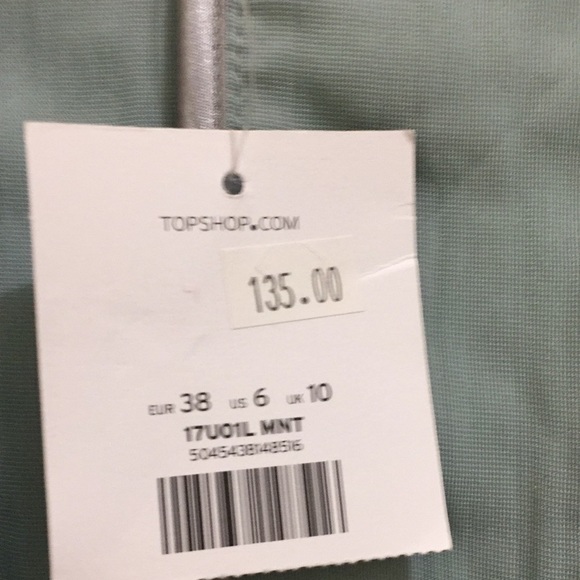 TOPSHOP.COM
135.00
EUR 38 US 6 UK 10
17U01L MNT
5045438148516